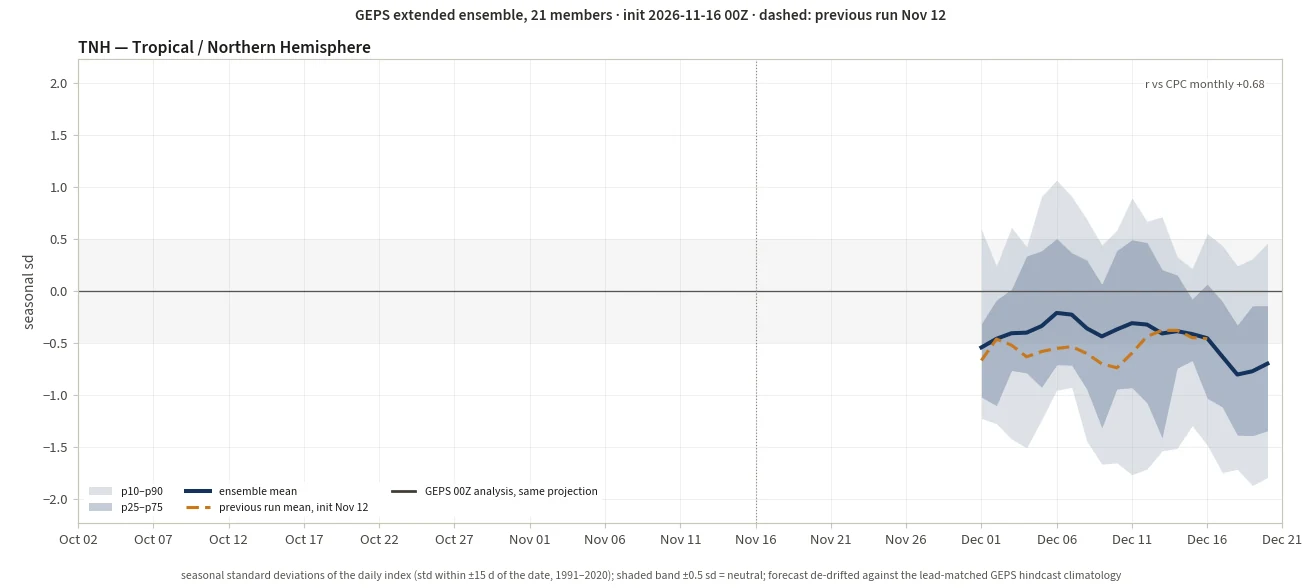 GEPS extended ensemble, 21 members · init 2026-11-16 00Z · dashed: previous run Nov 12
TNH — Tropical / Northern Hemisphere
r vs CPC monthly +0.68
2.0
1.5
1.0
0.5
0.0
−0.5
−1.0
−1.5
−2.0
seasonal sd
p10–p90
p25–p75
ensemble mean
previous run mean, init Nov 12
GEPS 00Z analysis, same projection
Oct 02 Oct 07 Oct 12 Oct 17 Oct 22 Oct 27 Nov 01 Nov 06 Nov 11 Nov 16 Nov 21 Nov 26 Dec 01 Dec 06 Dec 11 Dec 16 Dec 21
seasonal standard deviations of the daily index (std within ±15 d of the date, 1991–2020); shaded band ±0.5 sd = neutral; forecast de-drifted against the lead-matched GEPS hindcast climatology